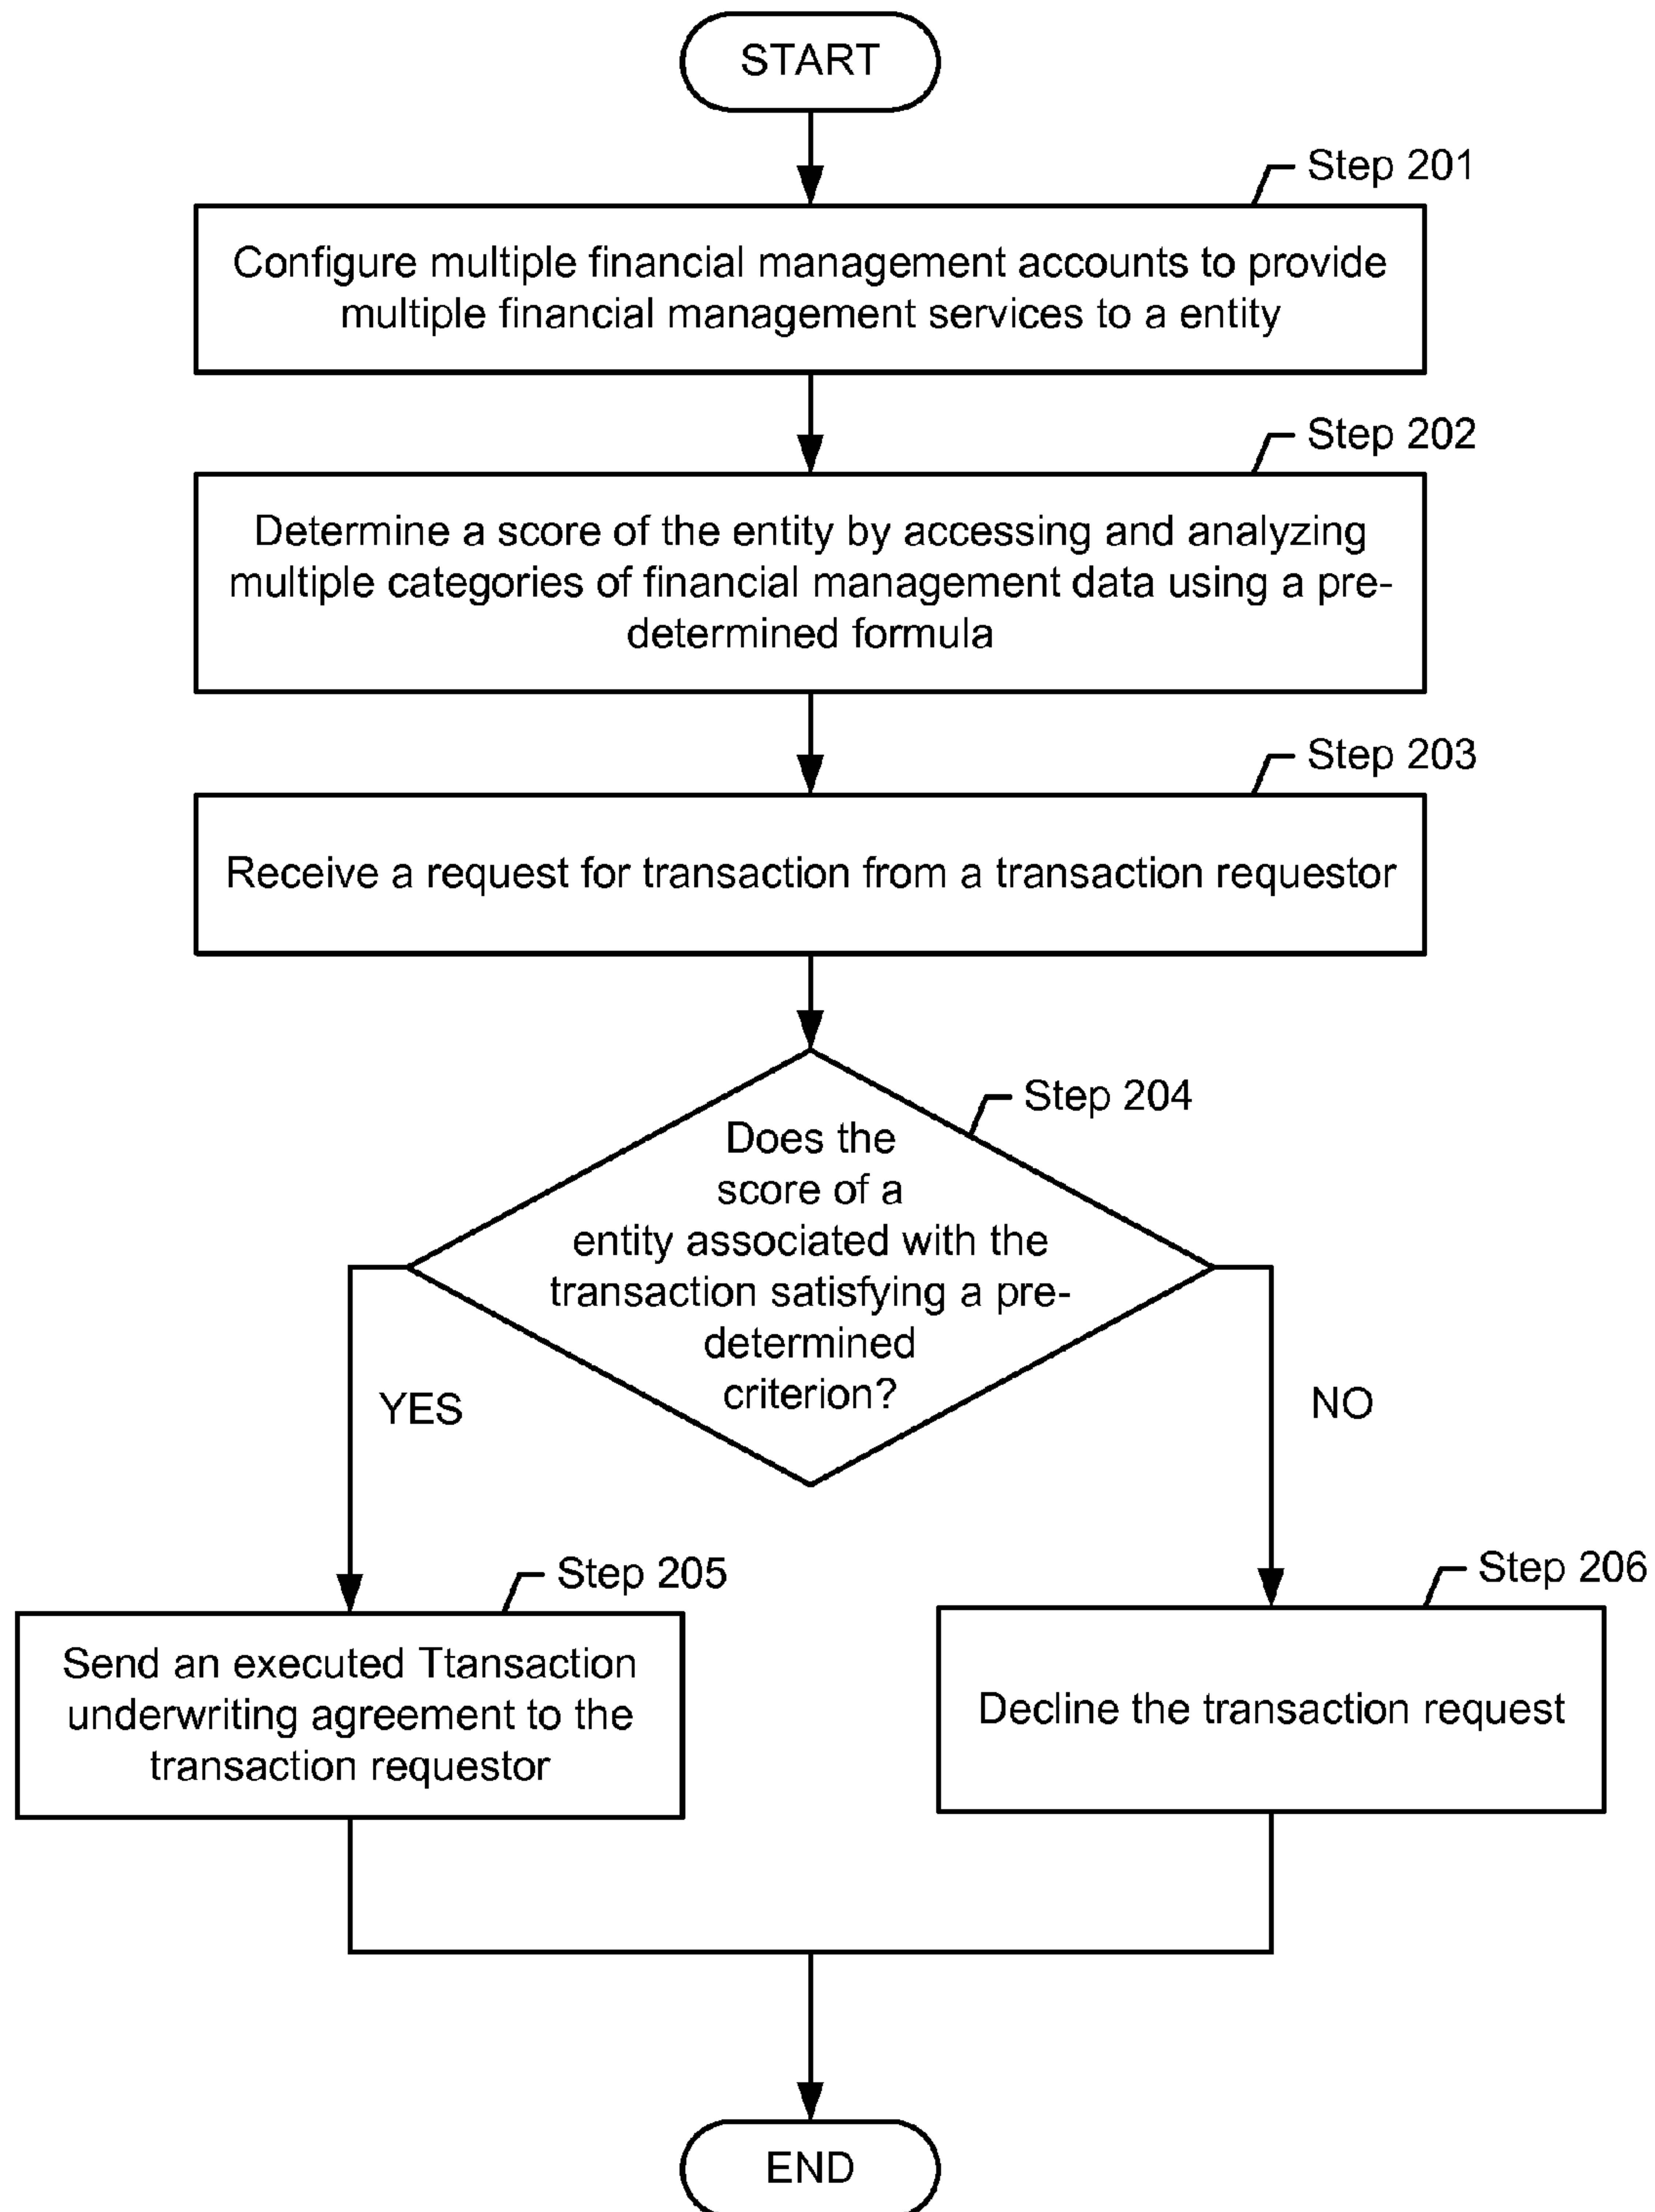 START
Step 201
Configure multiple financial management accounts to provide
multiple financial management services to a entity
Step 202
Determine a score of the entity by accessing and analyzing
multiple categories of financial management data using a pre-
determined formula
Step 203
Receive a request for transaction from a transaction requestor
Step 204
Does the
score of a
entity associated with the
transaction satisfying a pre-
determined
criterion?
YES
NO
Step 205
Send an executed Ttansaction
underwriting agreement to the
transaction requestor
Step 206
Decline the transaction request
END